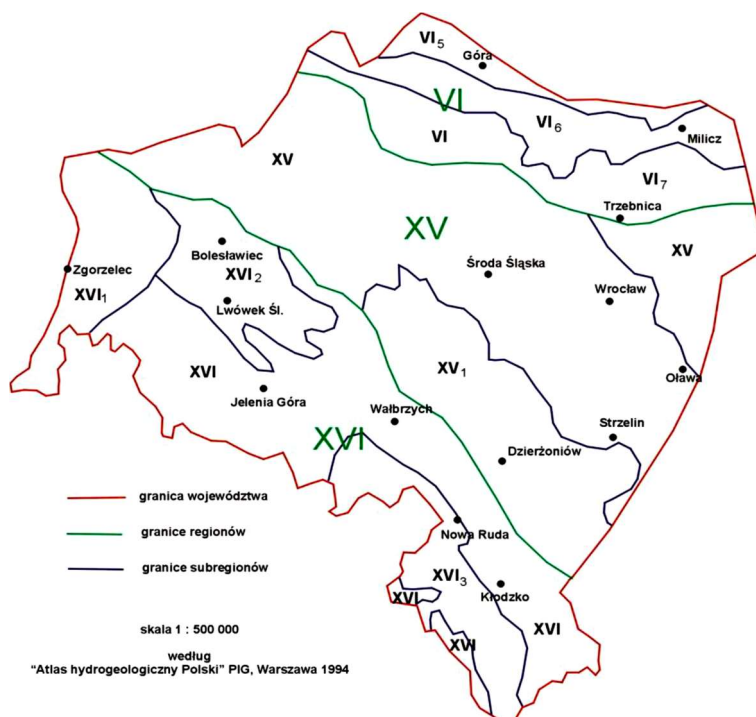 VI5
Góra
VI
VI6
VI
Milicz
XV
VI7
Trzebnica
XV
XV
Bolesławiec
Środa Śląska
Zgorzelec
XVI2
XVI1
Lwówek Śl.
Wrocław
XVI
XV1
Oława
Jelenia Góra
Wałbrzych
XVI
Strzelin
Dzierżoniów
granica województwa
granice regionów
Nowa Ruda
granice subregionów
XVI3
Kłodzko
XVI
XVI
XVI
skala 1 : 500 000
według
“Atlas hydrogeologiczny Polski” PIG, Warszawa 1994